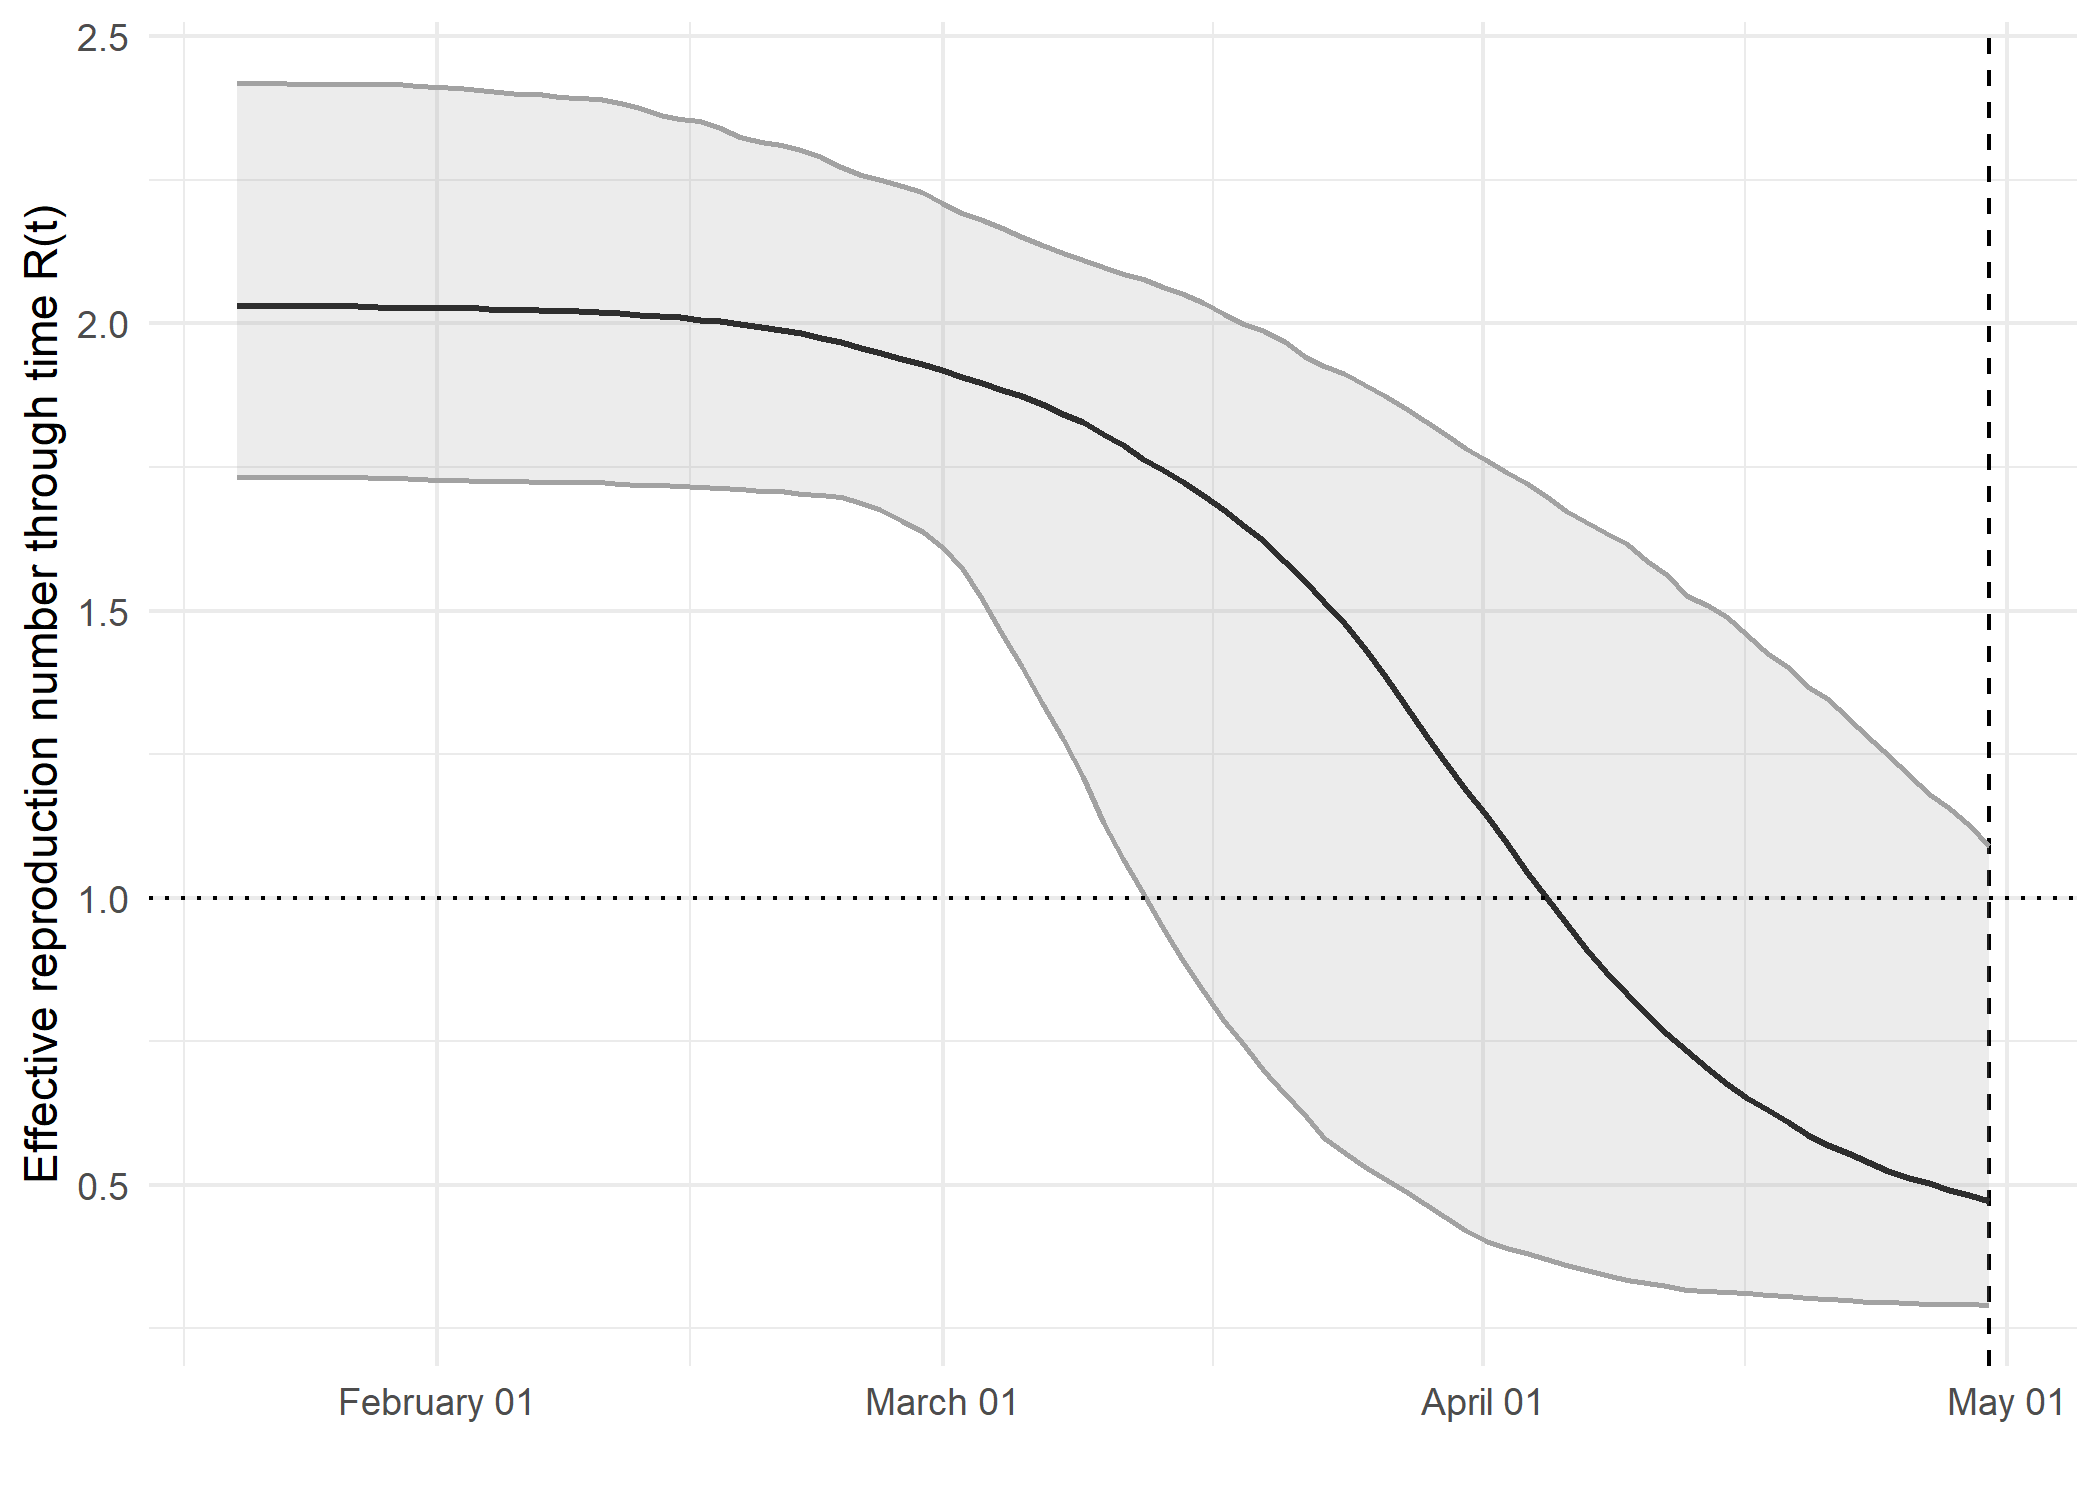 Effective reproduction number through time R(t)
2.5
2.0
1.5
1.0
0.5
February 01
March 01
April 01
May 01